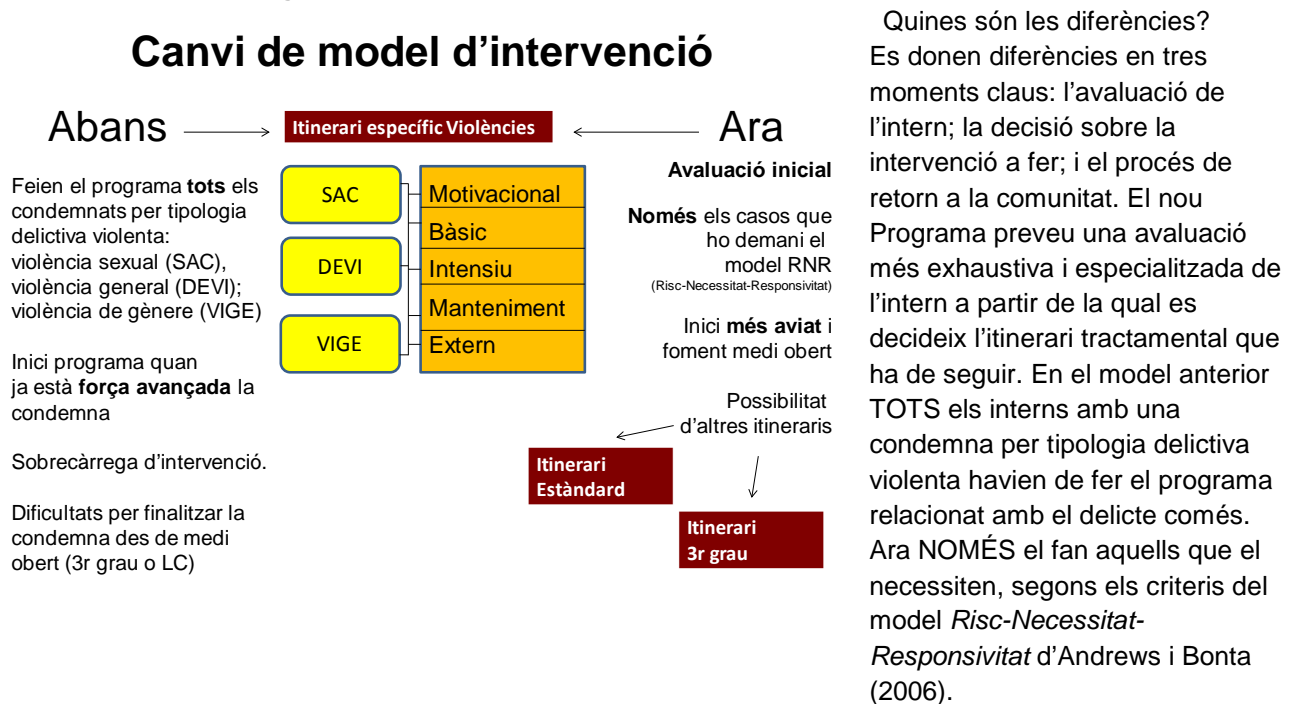 Canvi de model d’intervenció
Abans
Itinerari específic Violències
Ara
Feien el programa tots els
condemnats per tipologia
delictiva violenta:
violència sexual (SAC),
violència general (DEVI);
violència de gènere (VIGE)
Inici programa quan
ja està força avançada la
condemna
Sobrecàrrega d’intervenció.
Dificultats per finalitzar la
condemna des de medi
obert (3r grau o LC)
SAC
DEVI
VIGE
Motivacional
Bàsic
Intensiu
Manteniment
Extern
Avaluació inicial
Només els casos que
ho demani el
model RNR
(Risc-Necessitat-Responsivitat)
Inici més aviat i
foment medi obert
Possibilitat
d’altres itineraris
Itinerari
Estàndard
Itinerari
3r grau
Quines són les diferències?
Es donen diferències en tres
moments claus: l’avaluació de
l’intern; la decisió sobre la
intervenció a fer; i el procés de
retorn a la comunitat. El nou
Programa preveu una avaluació
més exhaustiva i especialitzada de
l’intern a partir de la qual es
decideix l’itinerari tractamental que
ha de seguir. En el model anterior
TOTS els interns amb una
condemna per tipologia delictiva
violenta havien de fer el programa
relacionat amb el delicte comés.
Ara NOMÉS el fan aquells que el
necessiten, segons els criteris del
model Risc-Necessitat-
Responsivitat d’Andrews i Bonta
(2006).